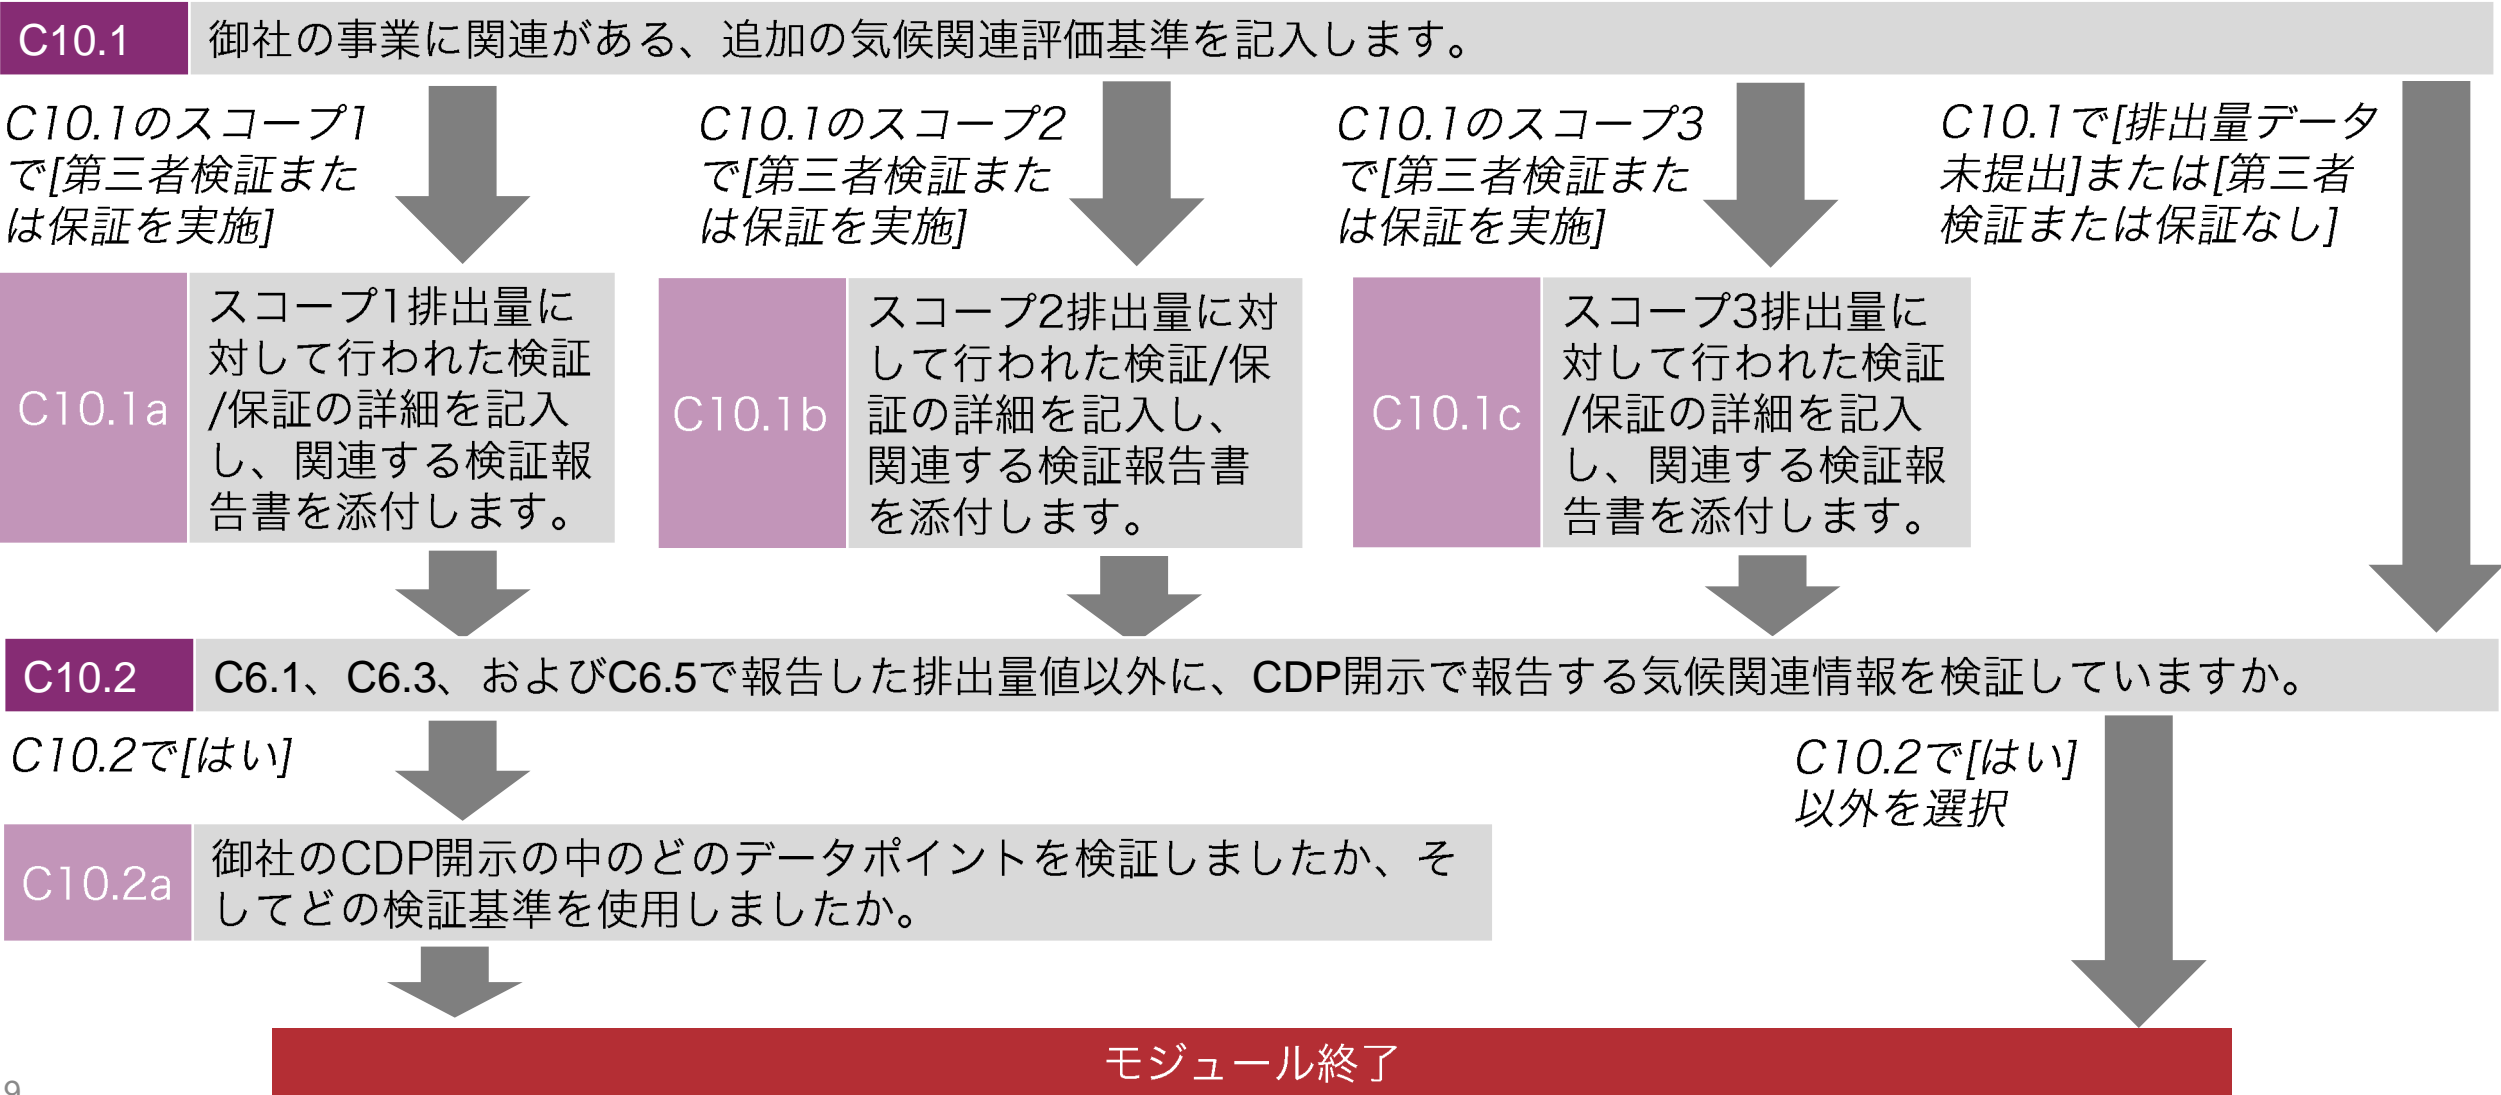 C10.1 御社の事業に関連がある、追加の気候関連評価基準を記入します。
C10.1のスコープ1
で[第三者検証また
は保証を実施]
C10.1のスコープ2
で[第三者検証また
は保証を実施]
C10.1のスコープ3
で[第三者検証また
は保証を実施]
C10.1で[排出量データ
未提出]または[第三者
検証または保証なし]
C10.1a
スコープ1排出量に
対して行われた検証
/保証の詳細を記入
し、関連する検証報
告書を添付します。
C10.1b
スコープ2排出量に対
して行われた検証/保
証の詳細を記入し、
関連する検証報告書
を添付します。
C10.1c
スコープ3排出量に
対して行われた検証
/保証の詳細を記入
し、関連する検証報
告書を添付します。
C10.2 C6.1、C6.3、およびC6.5で報告した排出量値以外に、CDP開示で報告する気候関連情報を検証していますか。
C10.2で[はい]
C10.2で[はい]
以外を選択
C10.2a
御社のCDP開示の中のどのデータポイントを検証しましたか、そ
してどの検証基準を使用しましたか。
モジュール終了
9